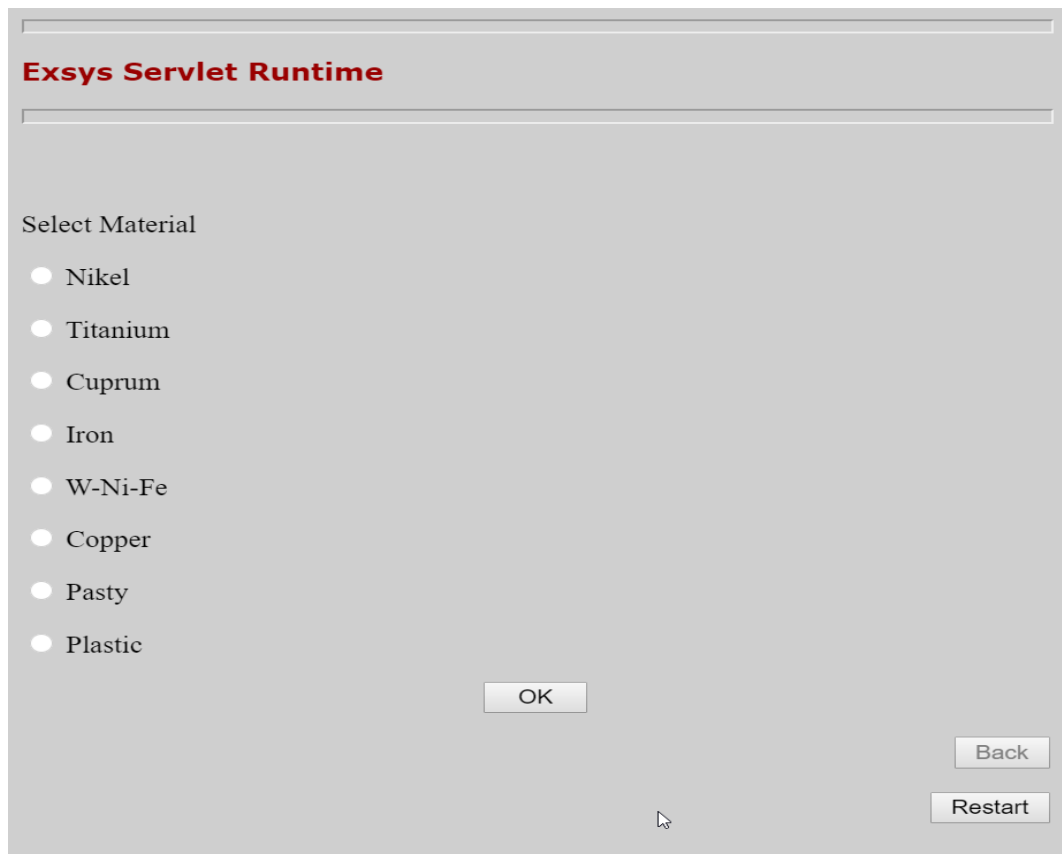 Exsys Servlet Runtime
Select Material
Nikel
Titanium
Cuprum
Iron
W-Ni-Fe
Copper
Pasty
Plastic
OK
Back
Restart